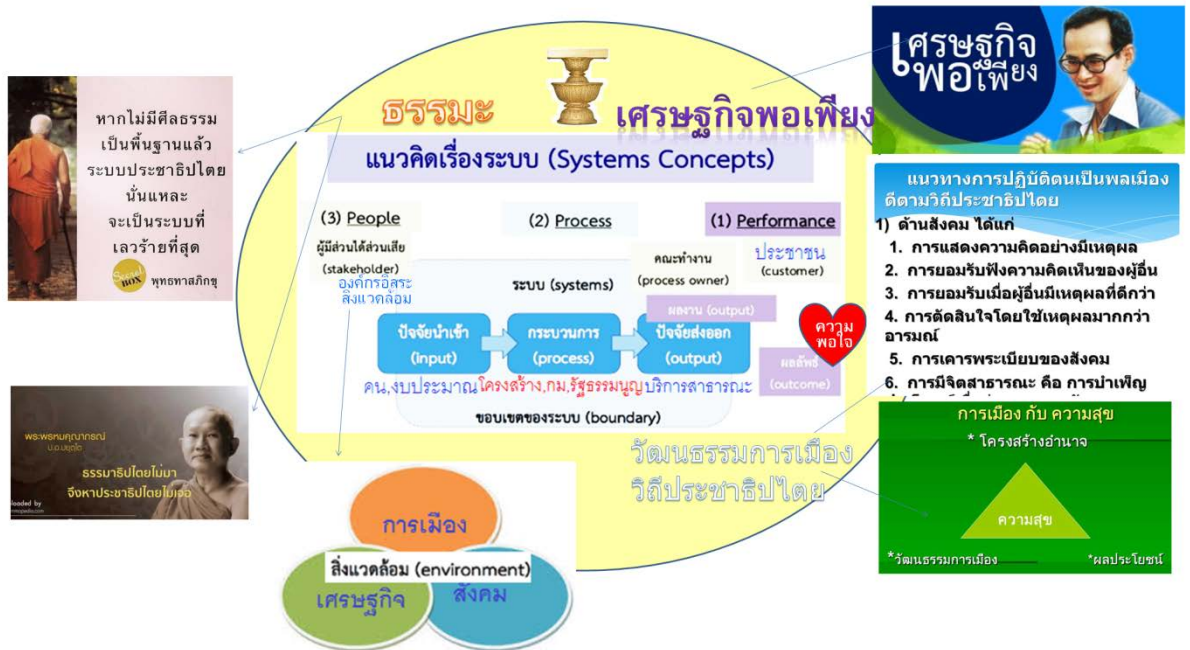 ธรรมะ
เศรษฐกิจพอเพียง
แนวคิดเรื่องระบบ (Systems Concepts)
(3) People
(2) Process
(1) Performance
ผู้มีส่วนได้ส่วนเสีย
(stakeholder)
องค์กรอิสระ
สิ่งแวดล้อม
ระบบ (systems)
คณะทำงาน
(process owner)
ประชาชน
(customer)
ผลงาน (output)
ความ
พอใจ
ปัจจัยนำเข้า
(input)
กระบวนการ
(process)
ปัจจัยส่งออก
(output)
ผลลัพธ์
(outcome)
คน,งบประมาณ
โครงสร้าง,กม,รัฐธรรมนูญ
บริการสาธารณะ
ขอบเขตของระบบ (boundary)
วัฒนธรรมการเมือง
วิถีประชาธิปไตย
การเมือง
สิ่งแวดล้อม (environment)
เศรษฐกิจ
สังคม
หากไม่มีศีลธรรม
เป็นพื้นฐานแล้ว
ระบบประชาธิปไตย
นั่นแหละ
จะเป็นระบบที่
เลวร้ายที่สุด
Secret
BOX
พุทธทาสภิกขุ
พระพรหมคุณาภรณ์
ป.อ.ปยุตโต
ธรรมาธิปไตยไม่มา
จึงหาประชาธิปไตยไม่เจอ
เศรษฐกิจ
พอเพียง
แนวทางการปฏิบัติตนเป็นพลเมือง
ดีตามวิถีประชาธิปไตย
1) ด้านสังคม ได้แก่
1. การแสดงความคิดอย่างมีเหตุผล
2. การยอมรับฟังความคิดเห็นของผู้อื่น
3. การยอมรับเมื่อผู้อื่นมีเหตุผลที่ดีกว่า
4. การตัดสินใจโดยใช้เหตุผลมากกว่า
อารมณ์
5. การเคารพระเบียบของสังคม
6. การมีจิตสาธารณะ คือ การบำเพ็ญ
การเมือง กับ ความสุข
* โครงสร้างอำนาจ
ความสุข
*วัฒนธรรมการเมือง
*ผลประโยชน์